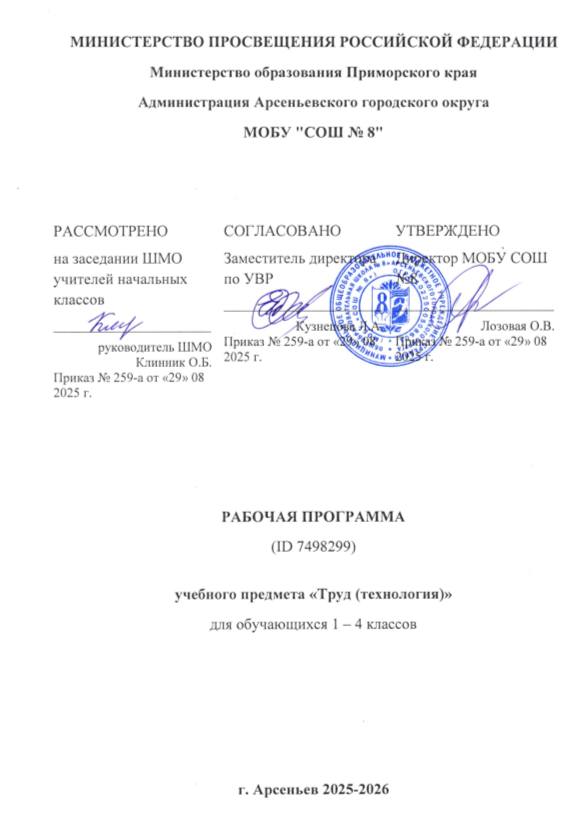 МИНИСТЕРСТВО ПРОСВЕЩЕНИЯ РОССИЙСКОЙ ФЕДЕРАЦИИ
Министерство образования Приморского края
Администрация Арсеньевского городского округа
МОБУ "СОШ № 8"
РАССМОТРЕНО
на заседании ШМО
учителей начальных
классов
руководитель ШМО
Клинник О.Б.
Приказ № 259-а от «29» 08
2025 г.
СОГЛАСОВАНО
Заместитель директора
по УВР
Кузнецова Л.А.
Приказ № 259-а от «29» 08
2025 г.
УТВЕРЖДЕНО
Директор МОБУ СОШ
№8
Лозовая О.В.
Приказ № 259-а от «29» 08
2025 г.
РАБОЧАЯ ПРОГРАММА
(ID 7498299)
учебного предмета «Труд (технология)»
для обучающихся 1 – 4 классов
г. Арсеньев 2025-2026